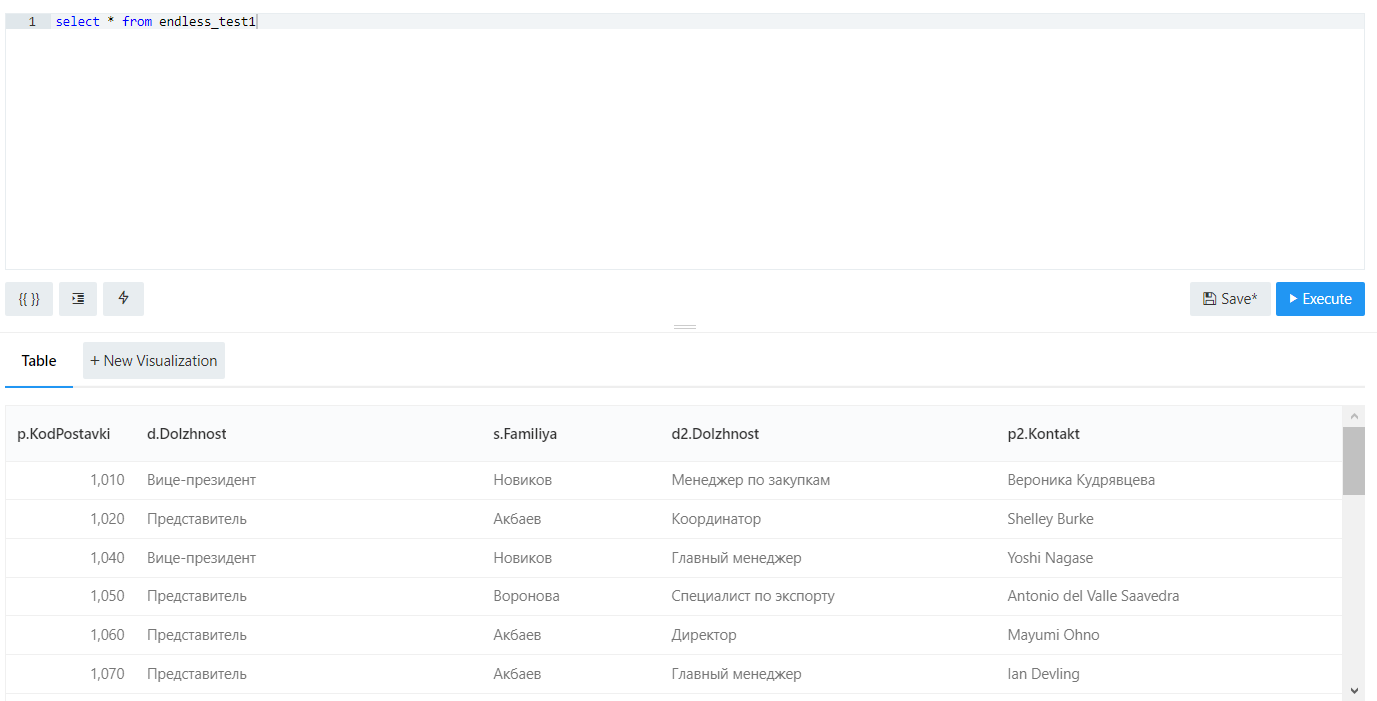 1 select * from endless_test1
{{ }} Save* Execute
Table + New Visualization
p.KodPostavki d.Dolzhnost s.Familiya d2.Dolzhnost p2.Kontakt
1,010 Вице-президент Новиков Менеджер по закупкам Вероника Кудрявцева
1,020 Представитель Акбаев Координатор Shelley Burke
1,040 Вице-президент Новиков Главный менеджер Yoshi Nagase
1,050 Представитель Воронова Специалист по экспорту Antonio del Valle Saavedra
1,060 Представитель Акбаев Директор Mayumi Ohno
1,070 Представитель Акбаев Главный менеджер Ian Devling